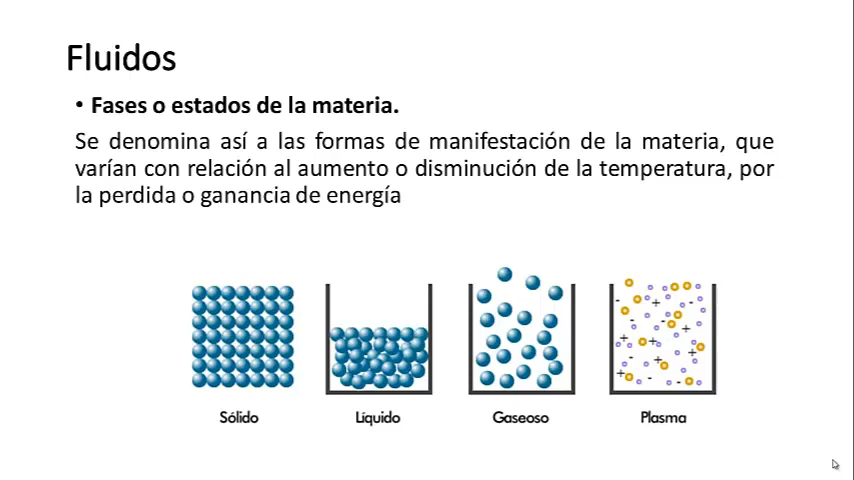 Fluidos
• Fases o estados de la materia.
Se denomina así a las formas de manifestación de la materia, que
varían con relación al aumento o disminución de la temperatura, por
la perdida o ganancia de energía
Sólido Líquido Gaseoso Plasma